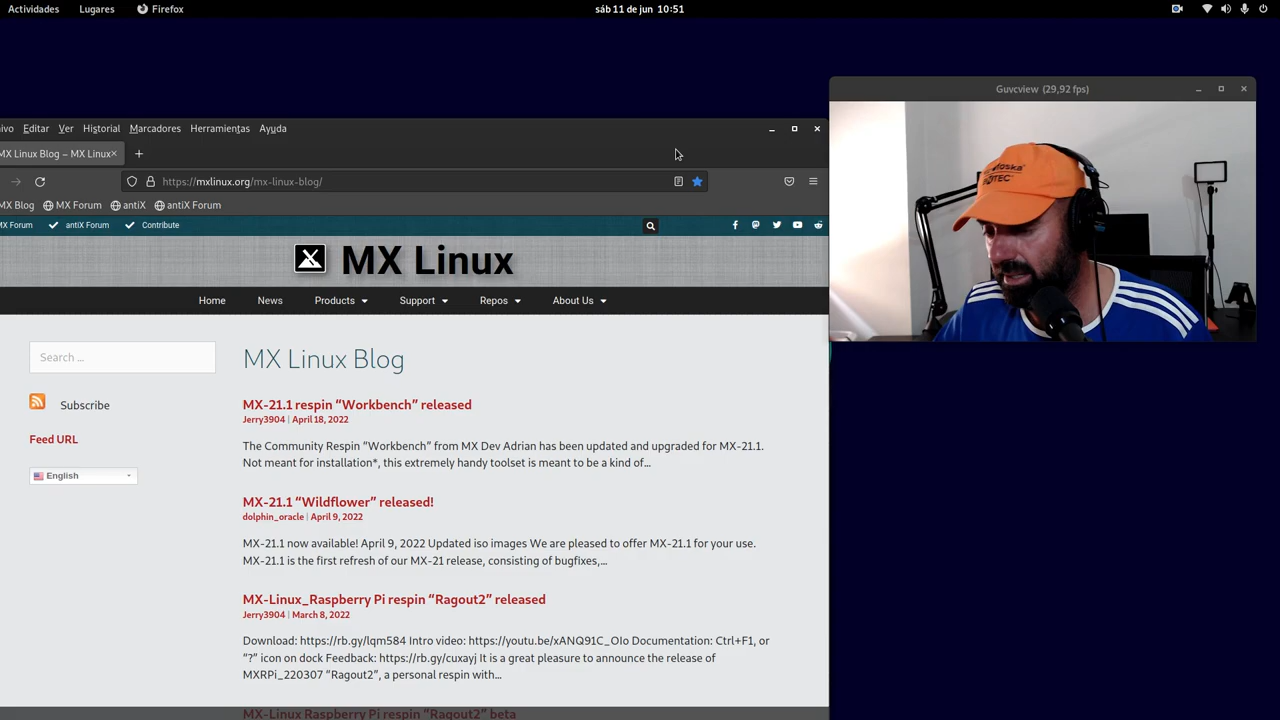 Actividades Lugares Firefox sáb 11 de jun 10:51
Guvcview (29,92 fps)
ivo Editar Ver Historial Marcadores Herramientas Ayuda
MX Linux Blog – MX Linux
https://mxlinux.org/mx-linux-blog/
MX Blog MX Forum antiX antiX Forum
MX Forum antiX Forum Contribute
MX Linux
Home News Products Support Repos About Us
Search ...
MX Linux Blog
Subscribe
Feed URL
English
MX-21.1 respin “Workbench” released
Jerry3904 | April 18, 2022
The Community Respin “Workbench” from MX Dev Adrian has been updated and upgraded for MX-21.1.
Not meant for installation*, this extremely handy toolset is meant to be a kind of...
MX-21.1 “Wildflower” released!
dolphin_oracle | April 9, 2022
MX-21.1 now available! April 9, 2022 Updated iso images We are pleased to offer MX-21.1 for your use.
MX-21.1 is the first refresh of our MX-21 release, consisting of bugfixes,...
MX-Linux_Raspberry Pi respin “Ragout2” released
Jerry3904 | March 8, 2022
Download: https://rb.gy/lqm584 Intro video: https://youtu.be/xANQ91C_OIo Documentation: Ctrl+F1, or
“?” icon on dock Feedback: https://rb.gy/cuxayj It is a great pleasure to announce the release of
MXRPi_220307 “Ragout2”, a personal respin with...
MX-Linux Raspberry Pi respin “Ragout2” beta